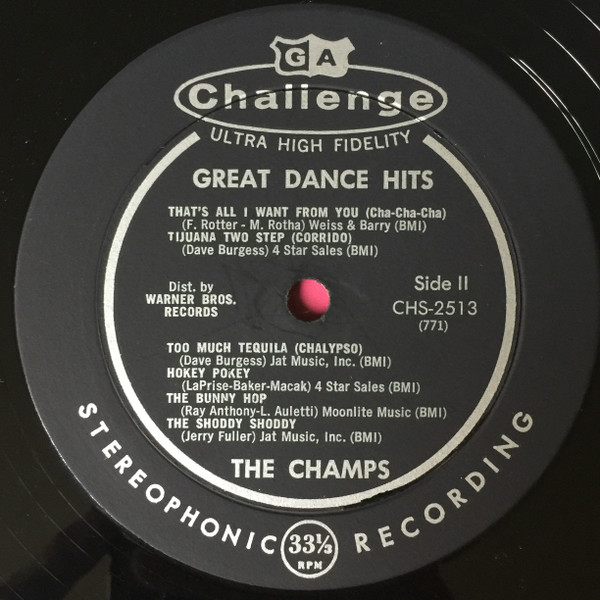 GA
Challenge
ULTRA HIGH FIDELITY
GREAT DANCE HITS
THAT'S ALL I WANT FROM YOU (Cha-Cha-Cha)
(F. Rotter - M. Rotha) Weiss & Barry (BMI)
TIJUANA TWO STEP (CORRIDO)
(Dave Burgess) 4 Star Sales (BMI)
Dist. by
WARNER BROS.
RECORDS
Side II
CHS-2513
(771)
TOO MUCH TEQUILA (CHALYPSO)
(Dave Burgess) Jat Music, Inc. (BMI)
HOKEY POKEY
(LaPrise-Baker-Macak) 4 Star Sales (BMI)
THE BUNNY HOP
(Ray Anthony-L. Auletti) Moonlite Music (BMI)
THE SHODDY SHODDY
(Jerry Fuller) Jat Music, Inc. (BMI)
THE CHAMPS
STEREOPHONIC RECORDING
33⅓
RPM